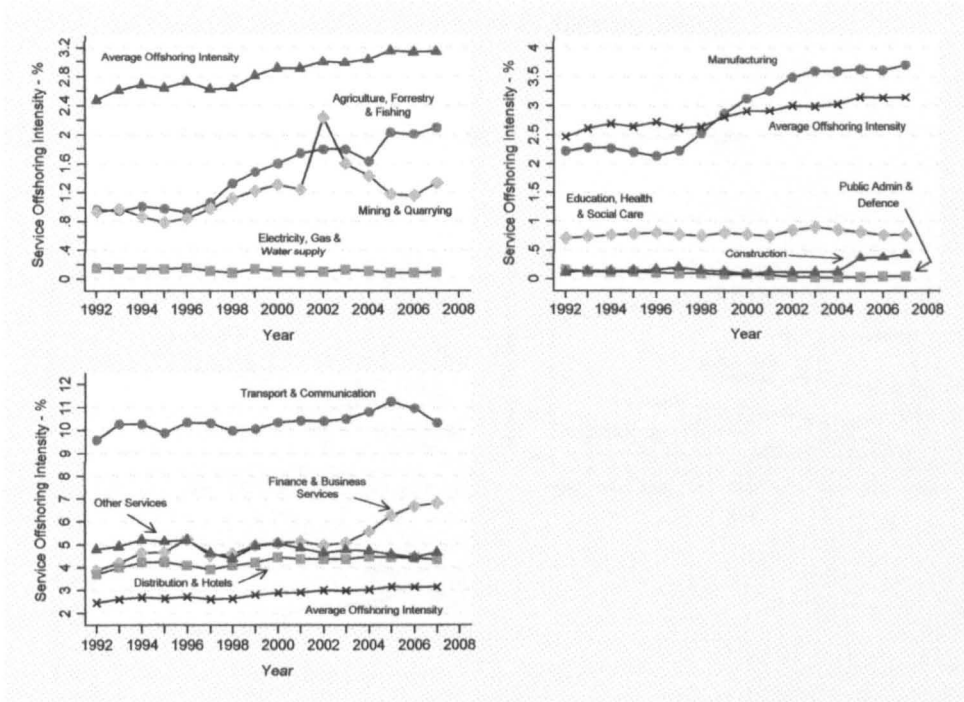 3.2
2.8
2.4
2
1.6
1.2
.8
.4
0
Service Offshoring Intensity - %
Average Offshoring Intensity
Agriculture, Forrestry
& Fishing
Mining & Quarrying
Electricity, Gas &
Water supply
1992 1994 1996 1998 2000 2002 2004 2006 2008
Year
4
3.5
3
2.5
2
1.5
1
.5
0
Service Offshoring Intensity - %
Manufacturing
Average Offshoring Intensity
Education, Health
& Social Care
Public Admin &
Defence
Construction
1992 1994 1996 1998 2000 2002 2004 2006 2008
Year
12
11
10
9
8
7
6
5
4
3
2
Service Offshoring Intensity - %
Transport & Communication
Finance & Business
Services
Other Services
Distribution & Hotels
Average Offshoring Intensity
1992 1994 1996 1998 2000 2002 2004 2006 2008
Year